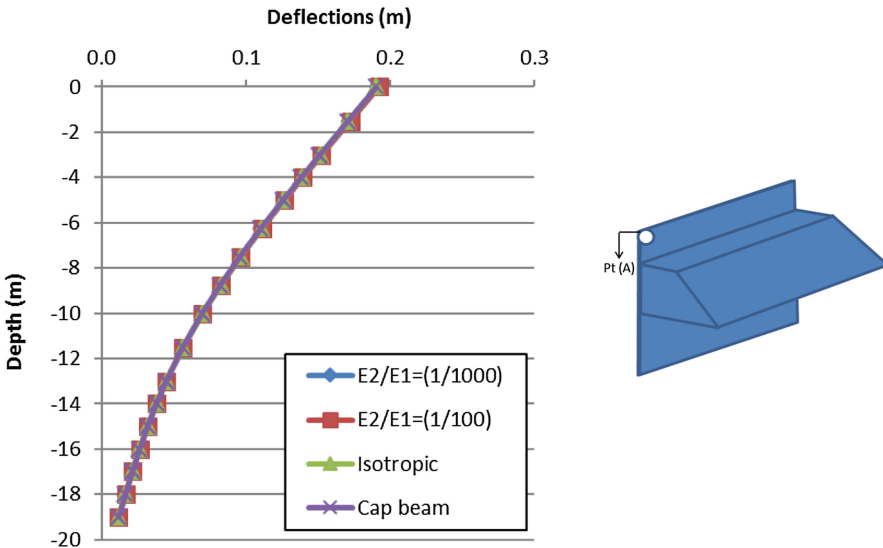 Deflections (m)
0.0 0.1 0.2 0.3
0
-2
-4
-6
-8
-10
-12
-14
-16
-18
-20
Depth (m)
E2/E1=(1/1000)
E2/E1=(1/100)
Isotropic
Cap beam
Pt (A)